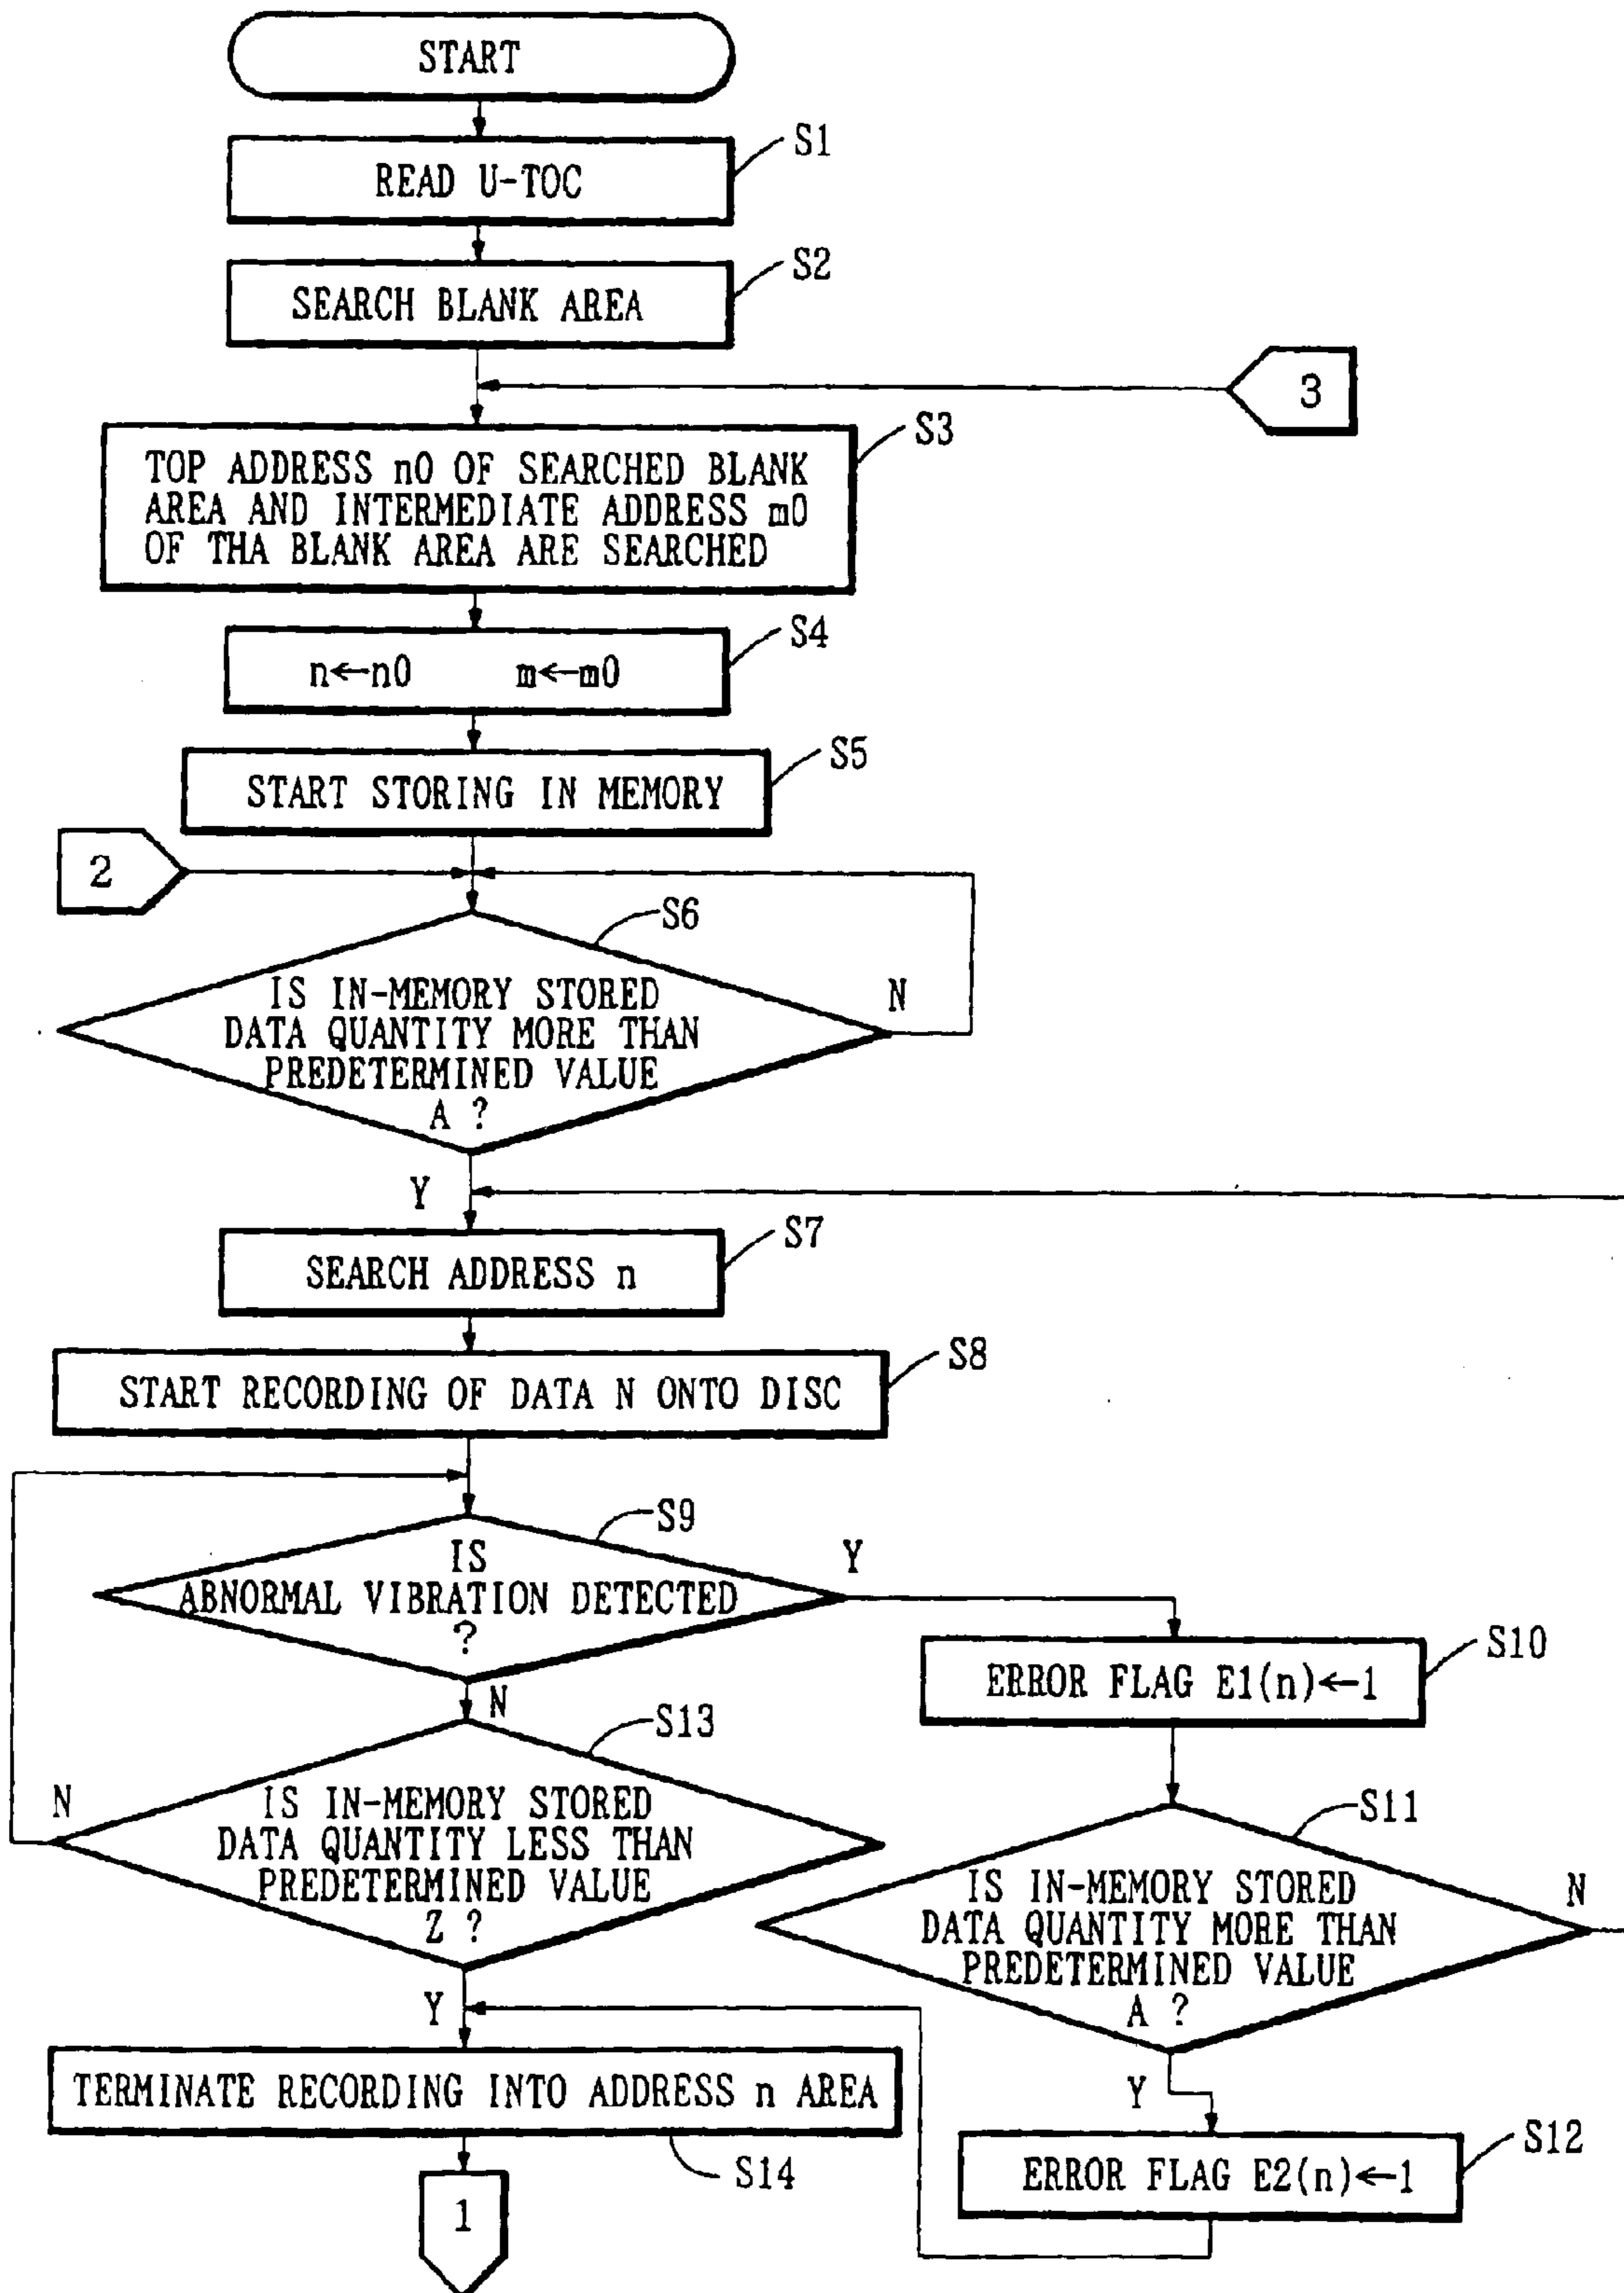 START
S1
READ U-TOC
S2
SEARCH BLANK AREA
3
S3
TOP ADDRESS n0 OF SEARCHED BLANK
AREA AND INTERMEDIATE ADDRESS m0
OF THA BLANK AREA ARE SEARCHED
S4
n←n0 m←m0
S5
START STORING IN MEMORY
2
S6
IS IN-MEMORY STORED
DATA QUANTITY MORE THAN
PREDETERMINED VALUE
A ?
N
Y
S7
SEARCH ADDRESS n
S8
START RECORDING OF DATA N ONTO DISC
S9
IS
ABNORMAL VIBRATION DETECTED
?
Y
N
S10
ERROR FLAG E1(n)←1
S13
IS IN-MEMORY STORED
DATA QUANTITY LESS THAN
PREDETERMINED VALUE
Z ?
N
Y
S11
IS IN-MEMORY STORED
DATA QUANTITY MORE THAN
PREDETERMINED VALUE
A ?
N
Y
TERMINATE RECORDING INTO ADDRESS n AREA
S14
S12
ERROR FLAG E2(n)←1
1